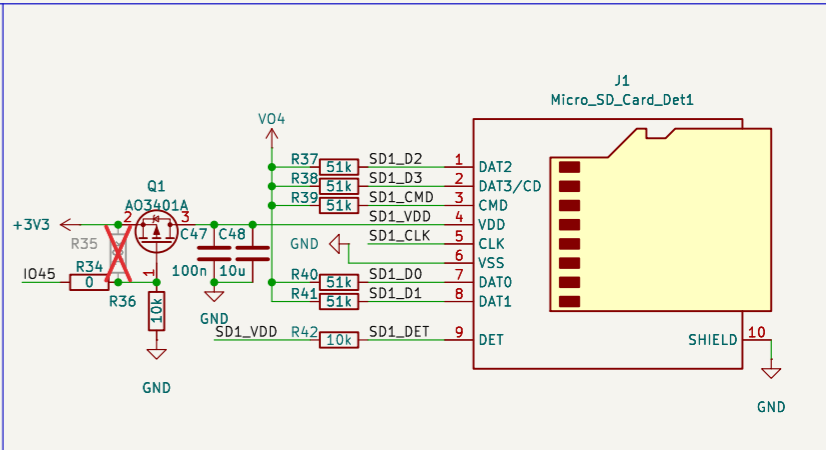 J1
Micro_SD_Card_Det1
VO4
Q1
AO3401A
R37 51k SD1_D2 1 DAT2
R38 51k SD1_D3 2 DAT3/CD
R39 51k SD1_CMD 3 CMD
+3V3 2 3 SD1_VDD 4 VDD
C47 C48 SD1_CLK 5 CLK
R35 GND 6 VSS
100n 10u
IO45 R34 0 1 R40 51k SD1_D0 7 DAT0
R36 10k R41 51k SD1_D1 8 DAT1
GND
SD1_VDD R42 10k SD1_DET 9 DET SHIELD 10
GND
GND